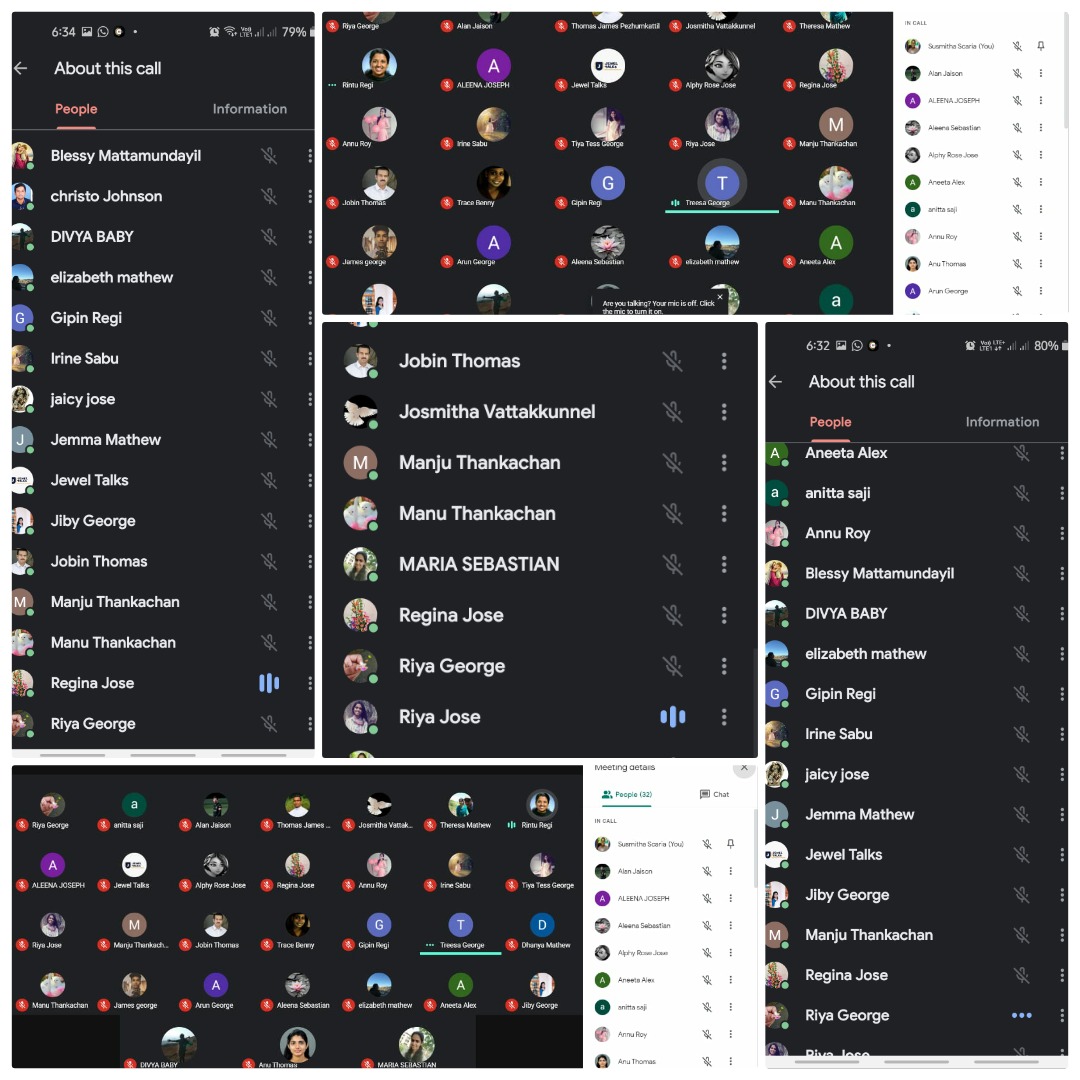 6:34
79%
About this call
People
Information
Blessy Mattamundayil
christo Johnson
DIVYA BABY
elizabeth mathew
G
Gipin Regi
Irine Sabu
jaicy jose
J
Jemma Mathew
Jewel Talks
Jiby George
Jobin Thomas
M
Manju Thankachan
Manu Thankachan
Regina Jose
Riya George
Riya George
Alan Jaison
Thomas James Pezhumkattil
Josmitha Vattakkunnel
Theresa Mathew
A
JEWEL TALKS
Rintu Regi
ALEENA JOSEPH
Jewel Talks
Alphy Rose Jose
Regina Jose
M
Annu Roy
Irine Sabu
Tiya Tess George
Riya Jose
Manju Thankachan
G
T
Jobin Thomas
Trace Benny
Gipin Regi
Treesa George
Manu Thankachan
A
A
James george
Arun George
Aleena Sebastian
elizabeth mathew
Aneeta Alex
a
Are you talking? Your mic is off. Click
the mic to turn it on.
IN CALL
Susmitha Scaria (You)
Alan Jaison
A
ALEENA JOSEPH
Aleena Sebastian
Alphy Rose Jose
A
Aneeta Alex
a
anitta saji
Annu Roy
Anu Thomas
A
Arun George
Jobin Thomas
Josmitha Vattakkunnel
M
Manju Thankachan
Manu Thankachan
MARIA SEBASTIAN
Regina Jose
Riya George
Riya Jose
6:32
80%
About this call
People
Information
A
Aneeta Alex
a
anitta saji
Annu Roy
Blessy Mattamundayil
DIVYA BABY
elizabeth mathew
G
Gipin Regi
Irine Sabu
jaicy jose
J
Jemma Mathew
Jewel Talks
Jiby George
M
Manju Thankachan
Regina Jose
Riya George
Riya Jose
a
Riya George
anitta saji
Alan Jaison
Thomas James ...
Josmitha Vattak...
Theresa Mathew
Rintu Regi
A
ALEENA JOSEPH
Jewel Talks
Alphy Rose Jose
Regina Jose
Annu Roy
Irine Sabu
Tiya Tess George
M
G
T
D
Riya Jose
Manju Thankach...
Jobin Thomas
Trace Benny
Gipin Regi
Treesa George
Dhanya Mathew
A
A
Manu Thankachan
James george
Arun George
Aleena Sebastian
elizabeth mathew
Aneeta Alex
Jiby George
DIVYA BABY
Anu Thomas
MARIA SEBASTIAN
Meeting details
People (32)
Chat
IN CALL
Susmitha Scaria (You)
Alan Jaison
A
ALEENA JOSEPH
Aleena Sebastian
Alphy Rose Jose
A
Aneeta Alex
a
anitta saji
Annu Roy
Anu Thomas